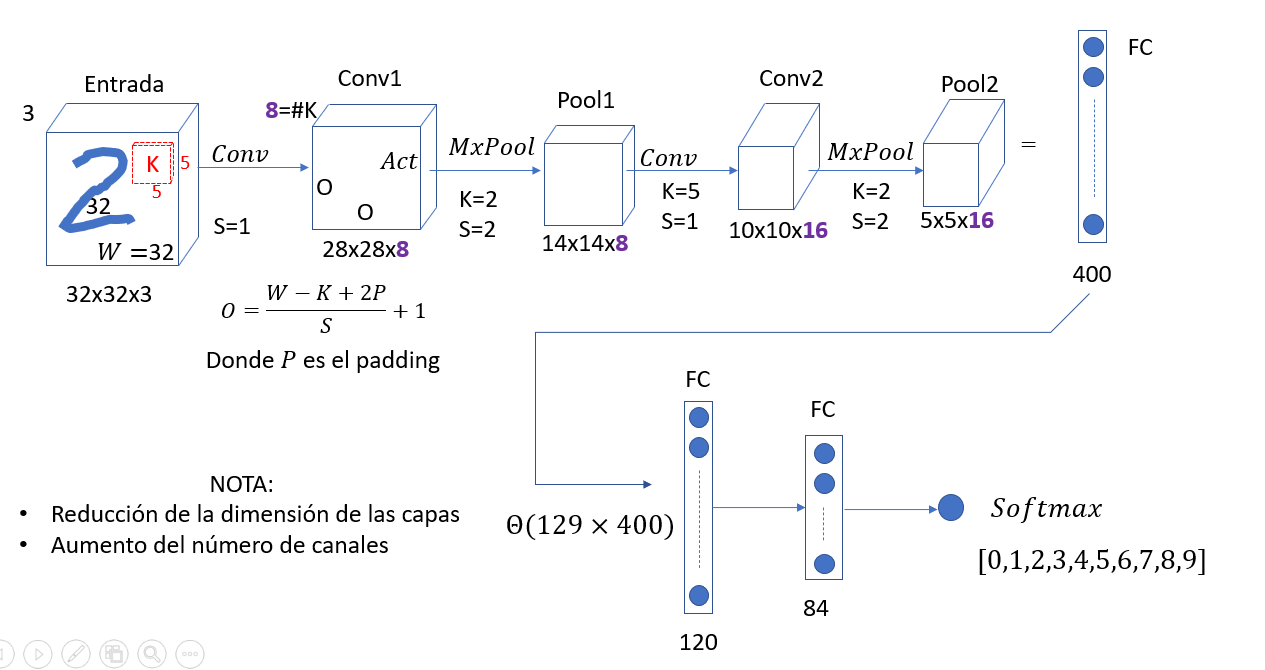 Entrada
3
K
5
5
32
W = 32
32x32x3
Conv
S=1
Conv1
8=#K
Act
O
O
28x28x8
MxPool
K=2
S=2
Pool1
14x14x8
Conv
K=5
S=1
Conv2
10x10x16
MxPool
K=2
S=2
Pool2
5x5x16
=
FC
400
O = (W − K + 2P) / S + 1
Donde P es el padding
NOTA:
• Reducción de la dimensión de las capas
• Aumento del número de canales
Θ(129 × 400)
FC
120
FC
84
Softmax
[0,1,2,3,4,5,6,7,8,9]